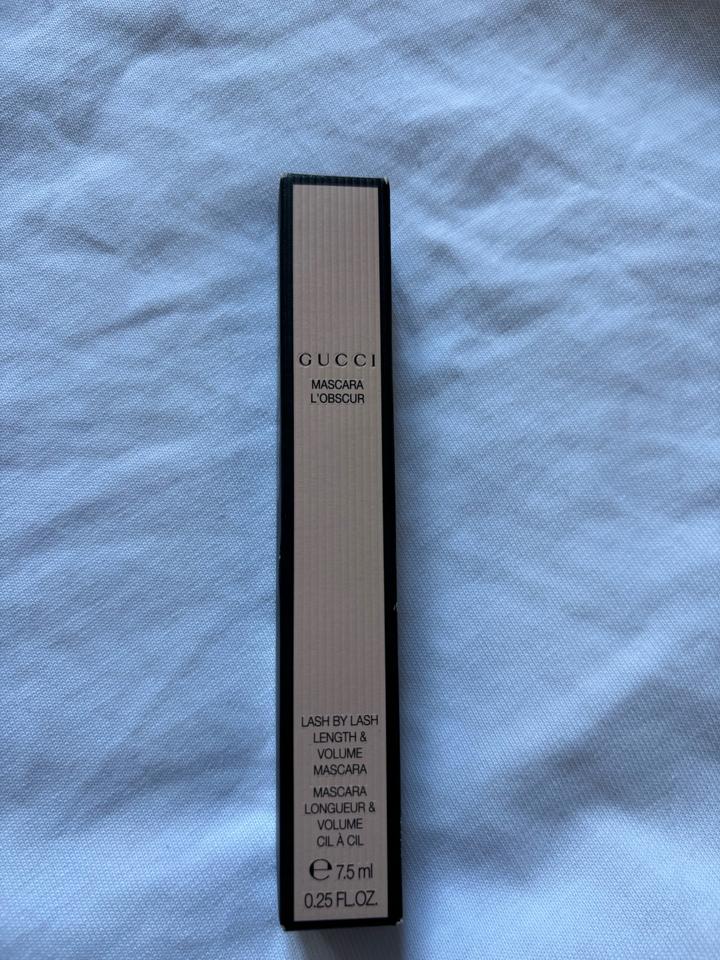 GUCCI
MASCARA
L'OBSCUR
LASH BY LASH
LENGTH &
VOLUME
MASCARA
MASCARA
LONGUEUR &
VOLUME
CIL À CIL
℮ 7.5 ml
0.25 FL.OZ.